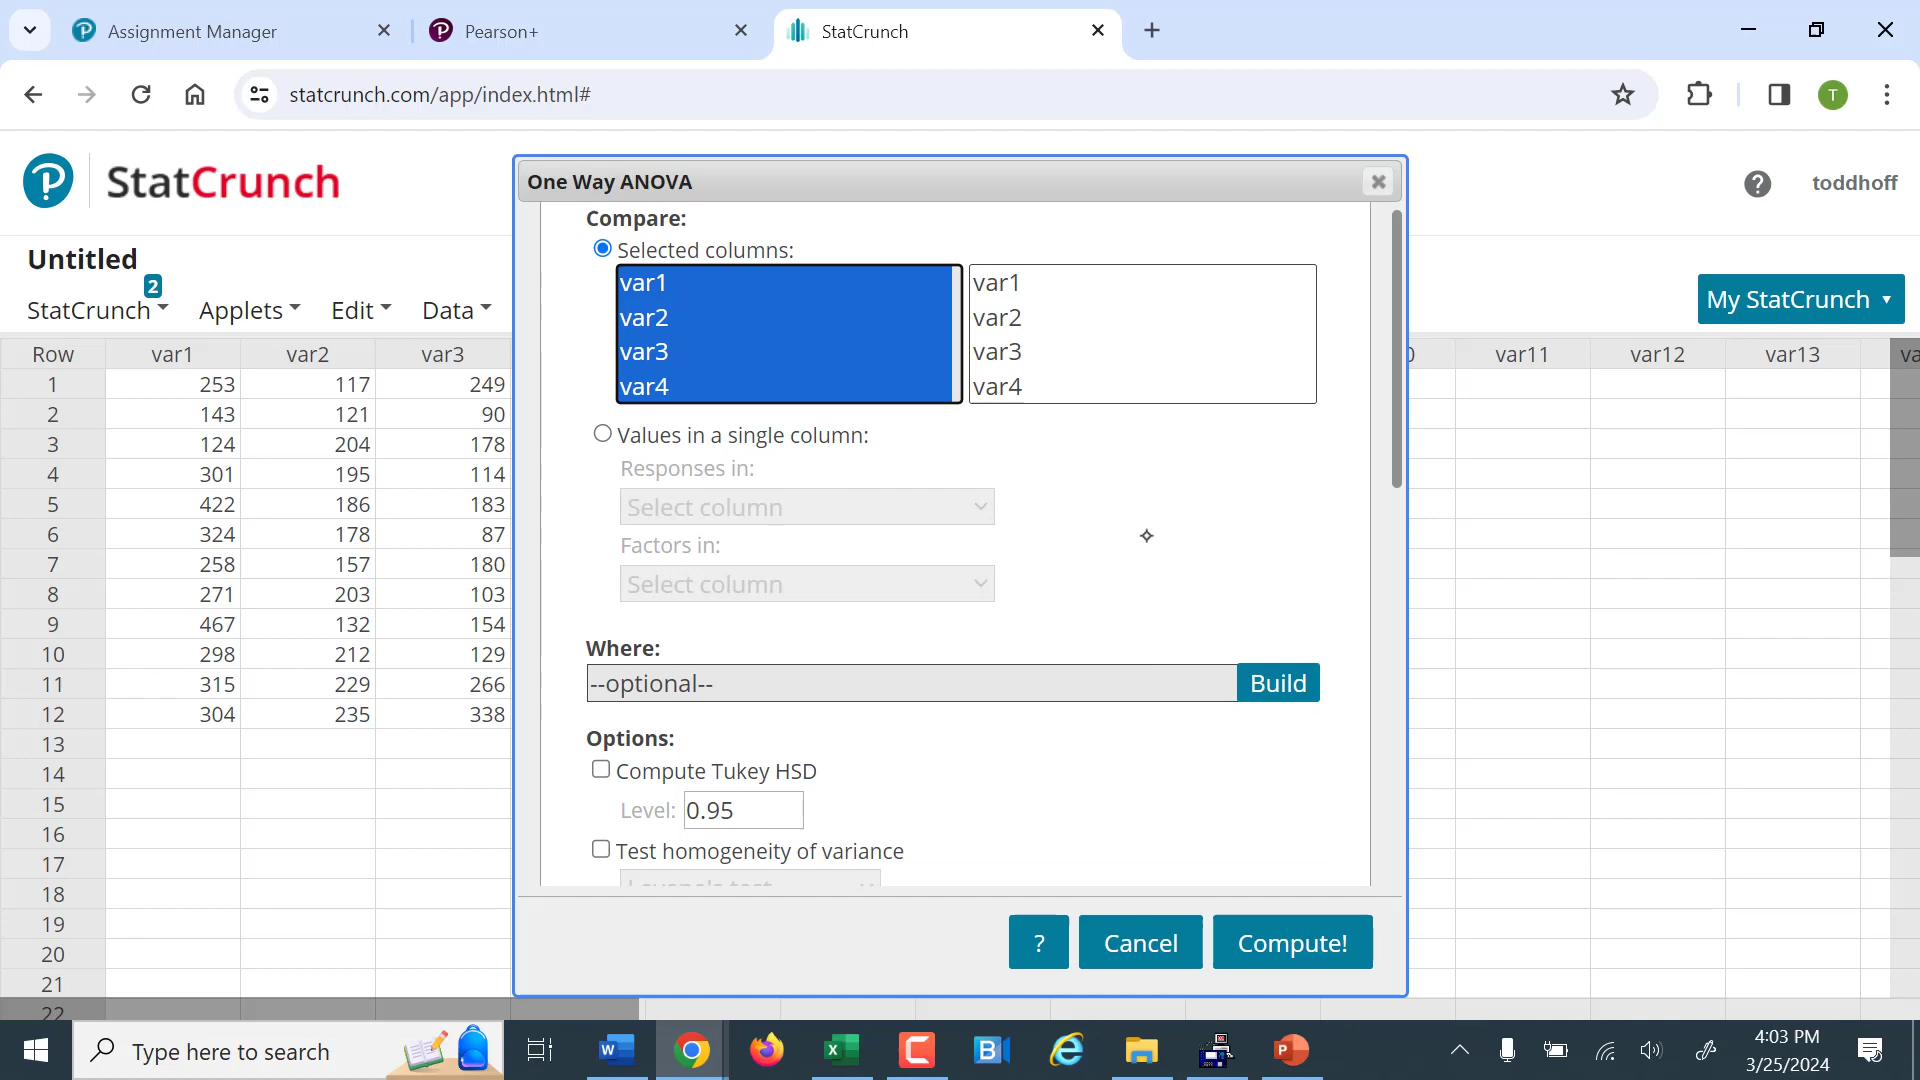 Assignment Manager
Pearson+
StatCrunch
statcrunch.com/app/index.html#
T
StatCrunch
toddhoff
Untitled
2
StatCrunch Applets Edit Data
My StatCrunch
One Way ANOVA
Compare:
Selected columns:
var1 var1
var2 var2
var3 var3
var4 var4
Values in a single column:
Responses in:
Select column
Factors in:
Select column
Where:
--optional-- Build
Options:
Compute Tukey HSD
Level: 0.95
Test homogeneity of variance
? Cancel Compute!
Row var1 var2 var3 var11 var12 var13
1 253 117 249
2 143 121 90
3 124 204 178
4 301 195 114
5 422 186 183
6 324 178 87
7 258 157 180
8 271 203 103
9 467 132 154
10 298 212 129
11 315 229 266
12 304 235 338
13
14
15
16
17
18
19
20
21
22
Type here to search
4:03 PM
3/25/2024